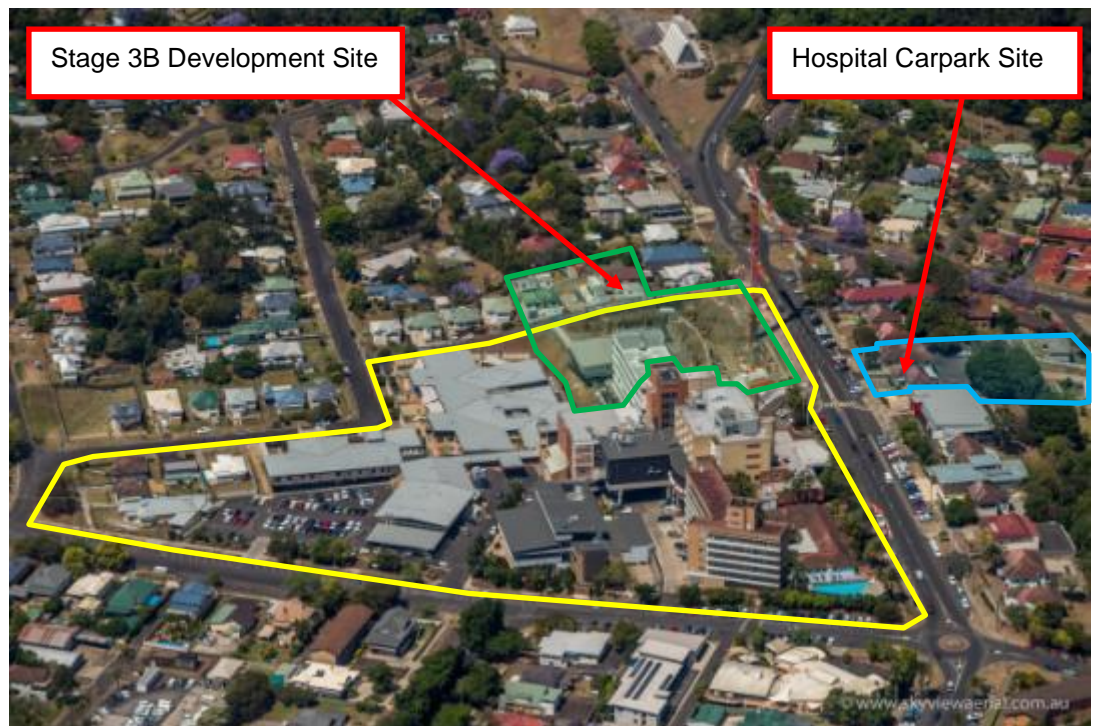 Stage 3B Development Site
Hospital Carpark Site
© www.skyviewaerial.com.au